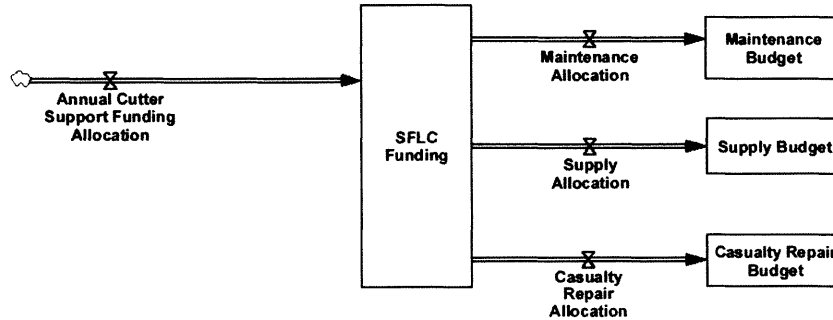 Annual Cutter
Support Funding
Allocation
SFLC
Funding
Maintenance
Allocation
Maintenance
Budget
Supply
Allocation
Supply Budget
Casualty
Repair
Allocation
Casualty Repair
Budget